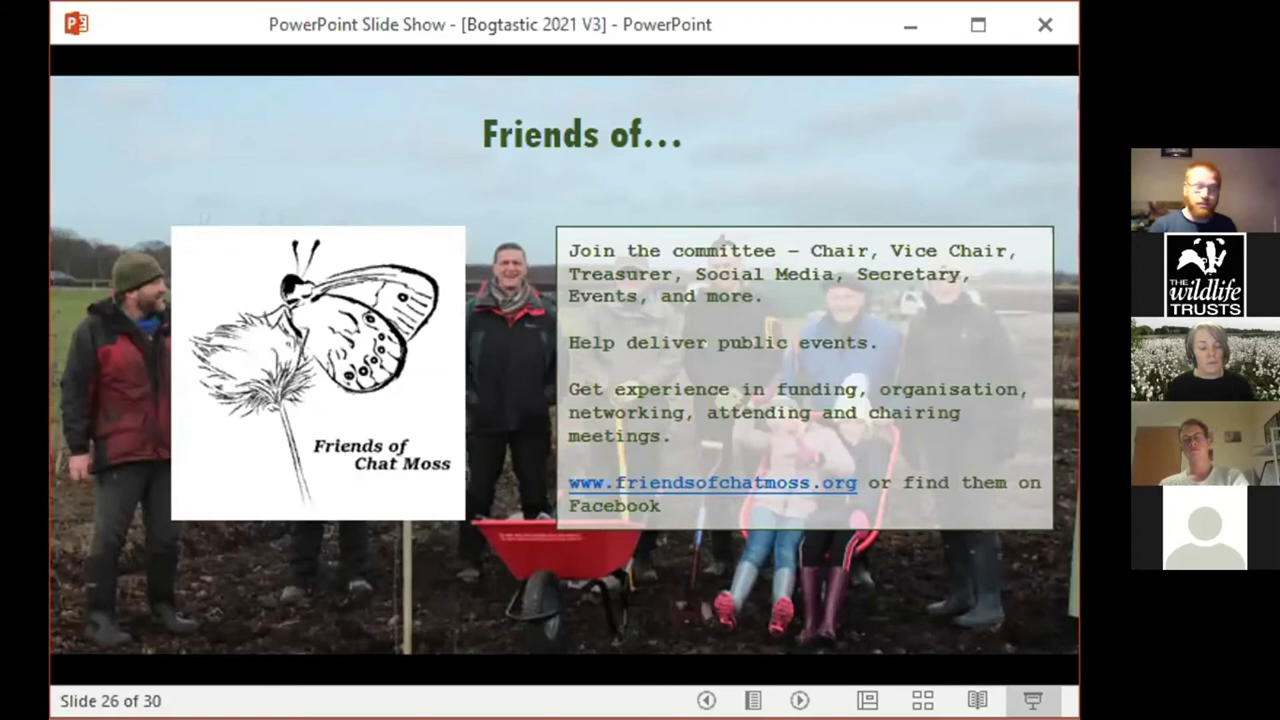 PowerPoint Slide Show - [Bogtastic 2021 V3] - PowerPoint
Friends of...
Friends of
Chat Moss
Join the committee – Chair, Vice Chair,
Treasurer, Social Media, Secretary,
Events, and more.
Help deliver public events.
Get experience in funding, organisation,
networking, attending and chairing
meetings.
www.friendsofchatmoss.org or find them on
Facebook
the
wildlife
TRUSTS
Slide 26 of 30